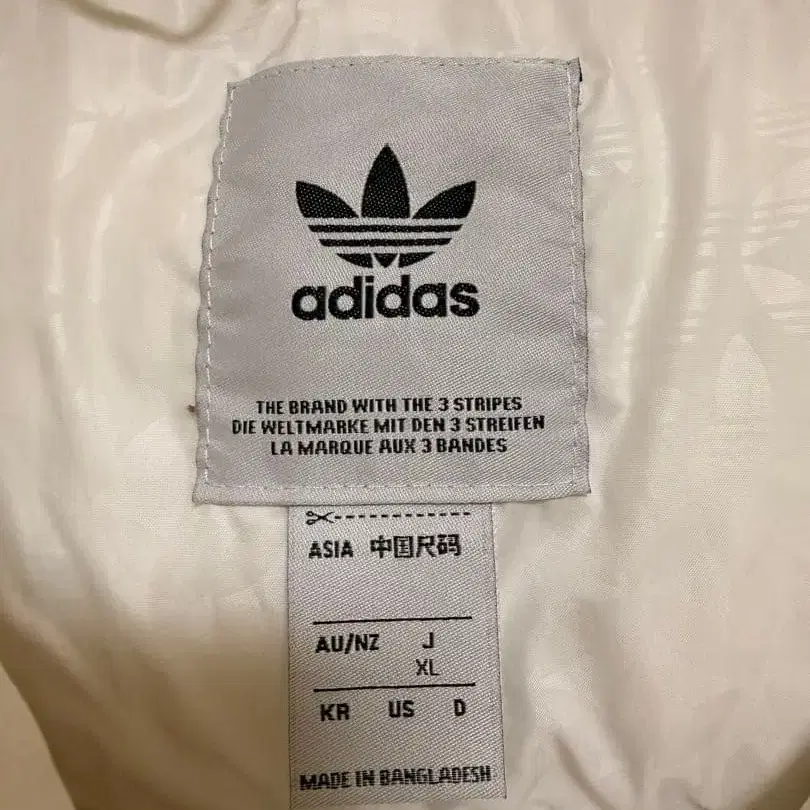 adidas
THE BRAND WITH THE 3 STRIPES
DIE WELTMARKE MIT DEN 3 STREIFEN
LA MARQUE AUX 3 BANDES
ASIA 中国尺码
AU/NZ J
XL
KR US D
MADE IN BANGLADESH